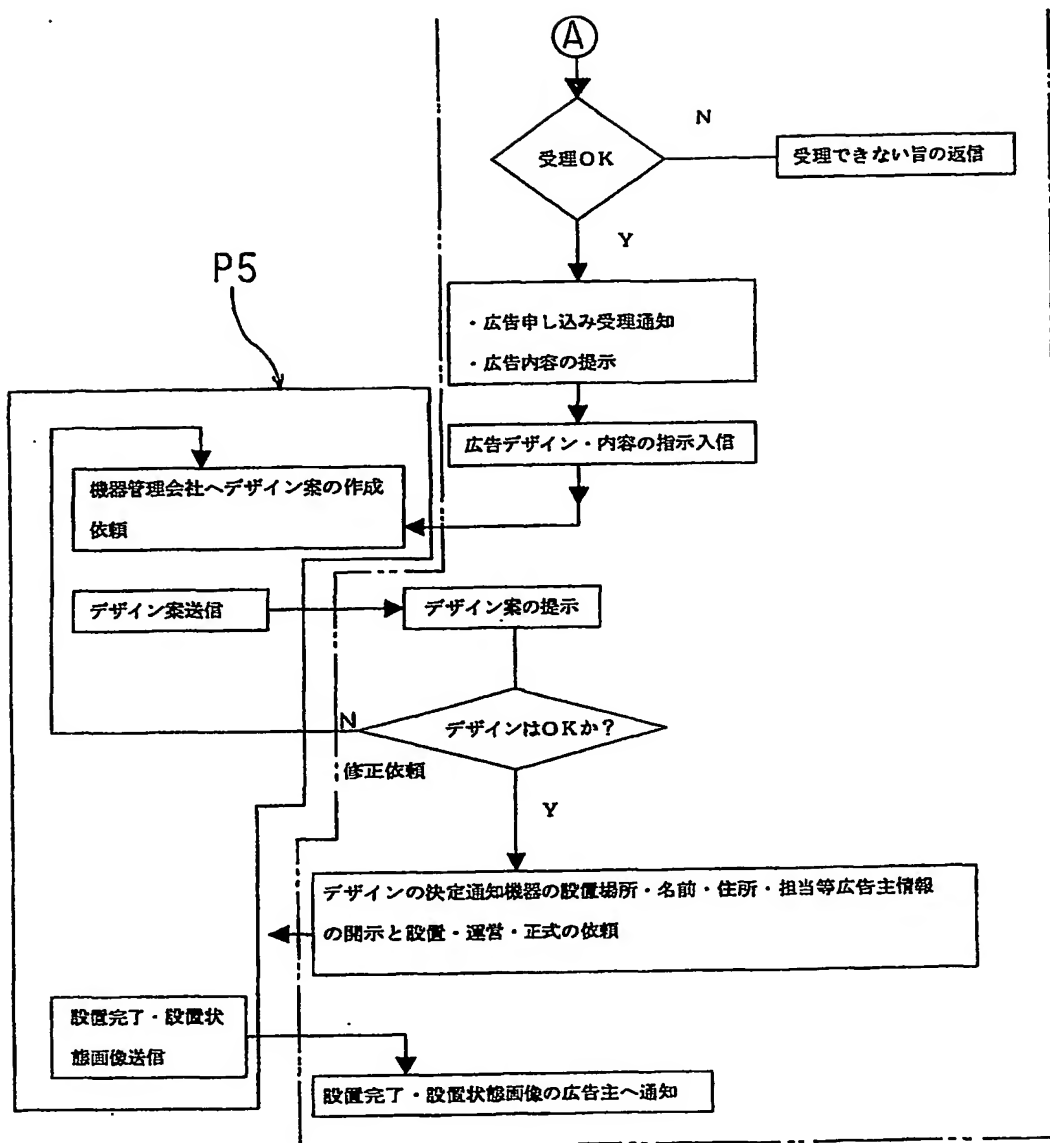 A
N
受理OK
受理できない旨の返信
Y
P5
・広告申し込み受理通知
・広告内容の提示
広告デザイン・内容の指示入信
機器管理会社へデザイン案の作成
依頼
デザイン案送信
デザイン案の提示
N
デザインはOKか？
修正依頼
Y
デザインの決定通知機器の設置場所・名前・住所・担当等広告主情報
の開示と設置・運営・正式の依頼
設置完了・設置状
態画像送信
設置完了・設置状態画像の広告主へ通知